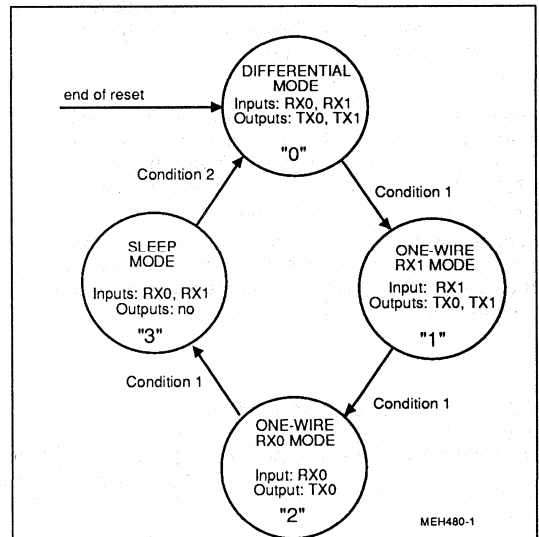 DIFFERENTIAL
MODE
Inputs: RX0, RX1
Outputs: TX0, TX1
"0"
end of reset
Condition 2
Condition 1
SLEEP
MODE
Inputs: RX0, RX1
Outputs: no
"3"
ONE-WIRE
RX1 MODE
Input: RX1
Outputs: TX0, TX1
"1"
Condition 1
Condition 1
ONE-WIRE
RX0 MODE
Input: RX0
Output: TX0
"2"
MEH480-1